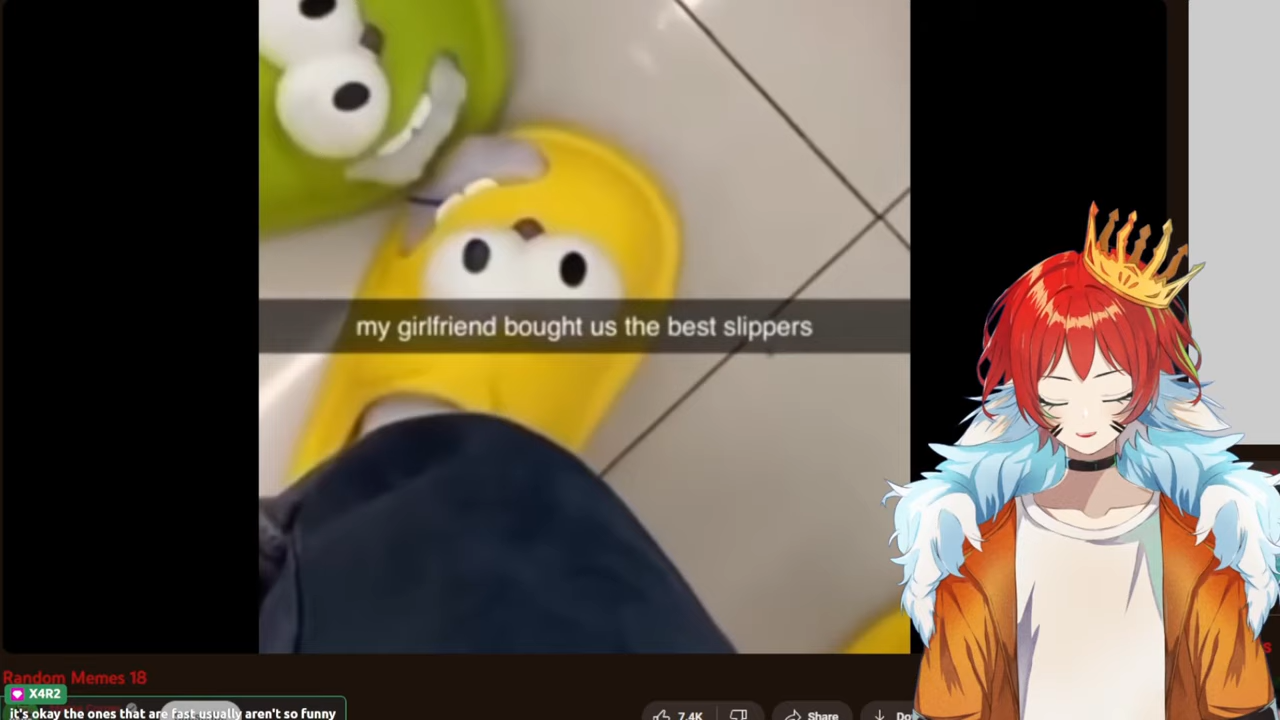 my girlfriend bought us the best slippers
Random Memes 18
X4R2
it's okay the ones that are fast usually aren't so funny
7.4K
Share